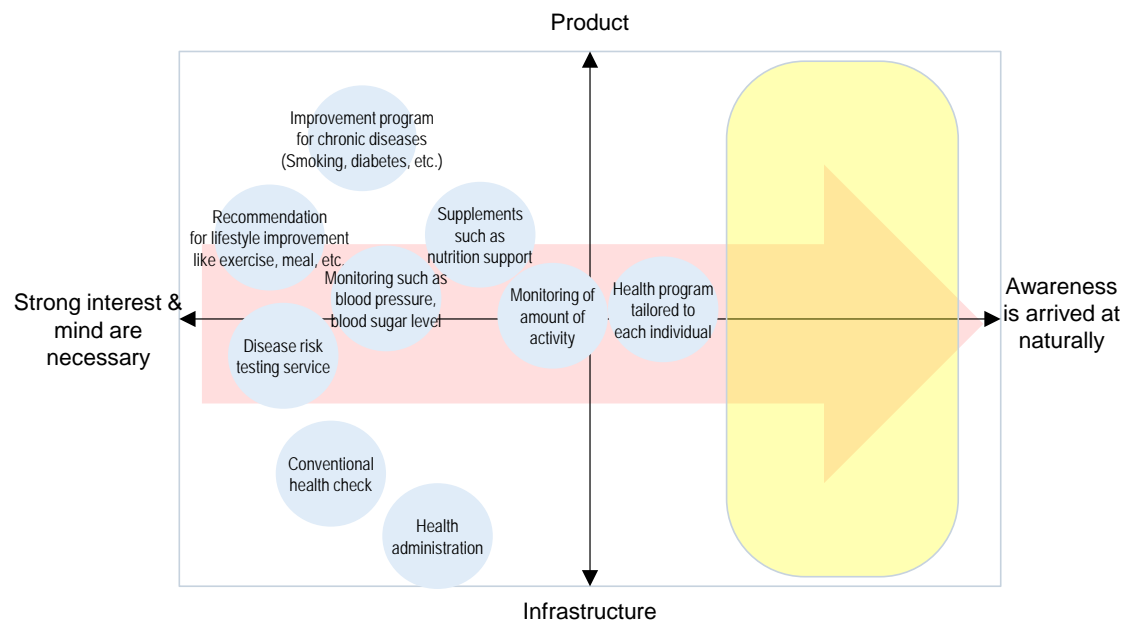 Product
Improvement program
for chronic diseases
(Smoking, diabetes, etc.)
Recommendation
for lifestyle improvement
like exercise, meal, etc.
Supplements
such as
nutrition support
Monitoring such as
blood pressure,
blood sugar level
Monitoring of
amount of
activity
Health program
tailored to
each individual
Strong interest &
mind are
necessary
Awareness
is arrived at
naturally
Disease risk
testing service
Conventional
health check
Health
administration
Infrastructure